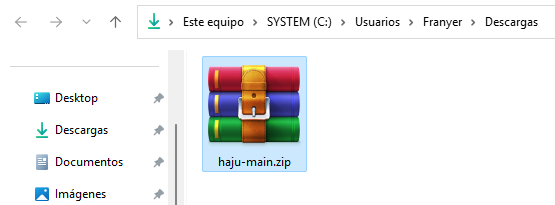 Este equipo > SYSTEM (C:) > Usuarios > Franyer > Descargas
Desktop
Descargas
Documentos
Imágenes
haju-main.zip